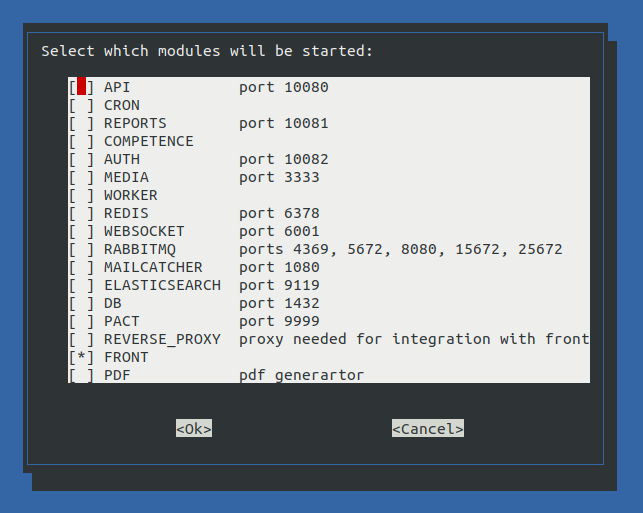 Select which modules will be started:
[ ] API port 10080
[ ] CRON
[ ] REPORTS port 10081
[ ] COMPETENCE
[ ] AUTH port 10082
[ ] MEDIA port 3333
[ ] WORKER
[ ] REDIS port 6378
[ ] WEBSOCKET port 6001
[ ] RABBITMQ ports 4369, 5672, 8080, 15672, 25672
[ ] MAILCATCHER port 1080
[ ] ELASTICSEARCH port 9119
[ ] DB port 1432
[ ] PACT port 9999
[ ] REVERSE_PROXY proxy needed for integration with front
[*] FRONT
[ ] PDF pdf generartor
<Ok> <Cancel>